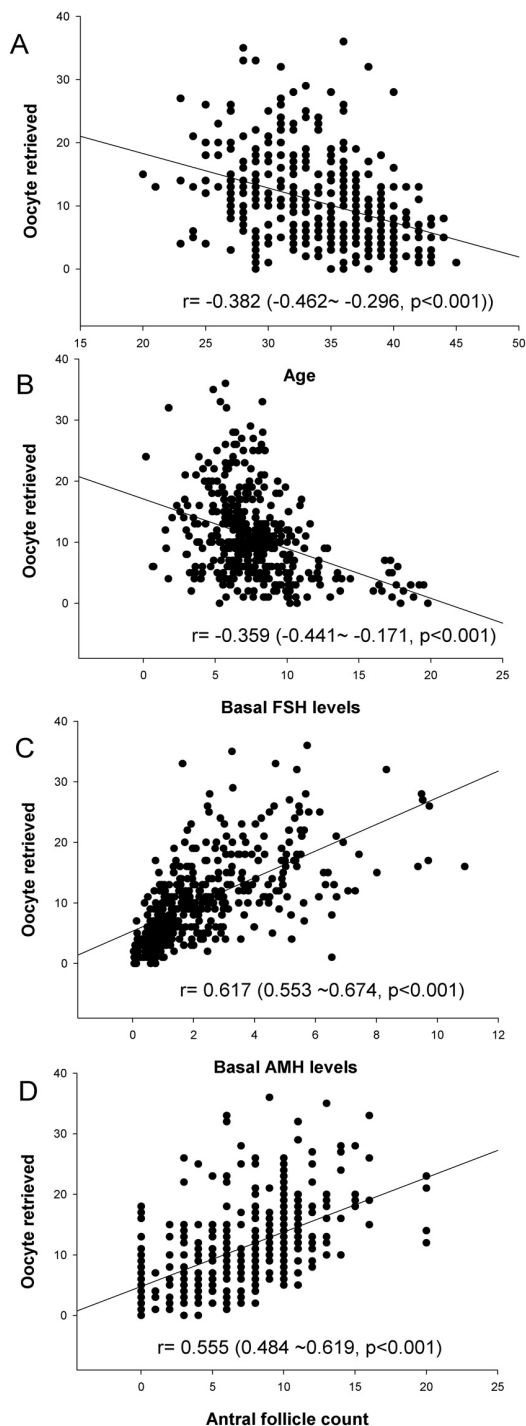 A
Oocyte retrieved
40
30
20
10
0
r= -0.382 (-0.462~ -0.296, p<0.001))
15 20 25 30 35 40 45 50
Age
B
Oocyte retrieved
40
30
20
10
0
r= -0.359 (-0.441~ -0.171, p<0.001)
0 5 10 15 20 25
Basal FSH levels
C
Oocyte retrieved
40
30
20
10
0
r= 0.617 (0.553 ~0.674, p<0.001)
0 2 4 6 8 10 12
Basal AMH levels
D
Oocyte retrieved
40
30
20
10
0
r= 0.555 (0.484 ~0.619, p<0.001)
0 5 10 15 20 25
Antral follicle count